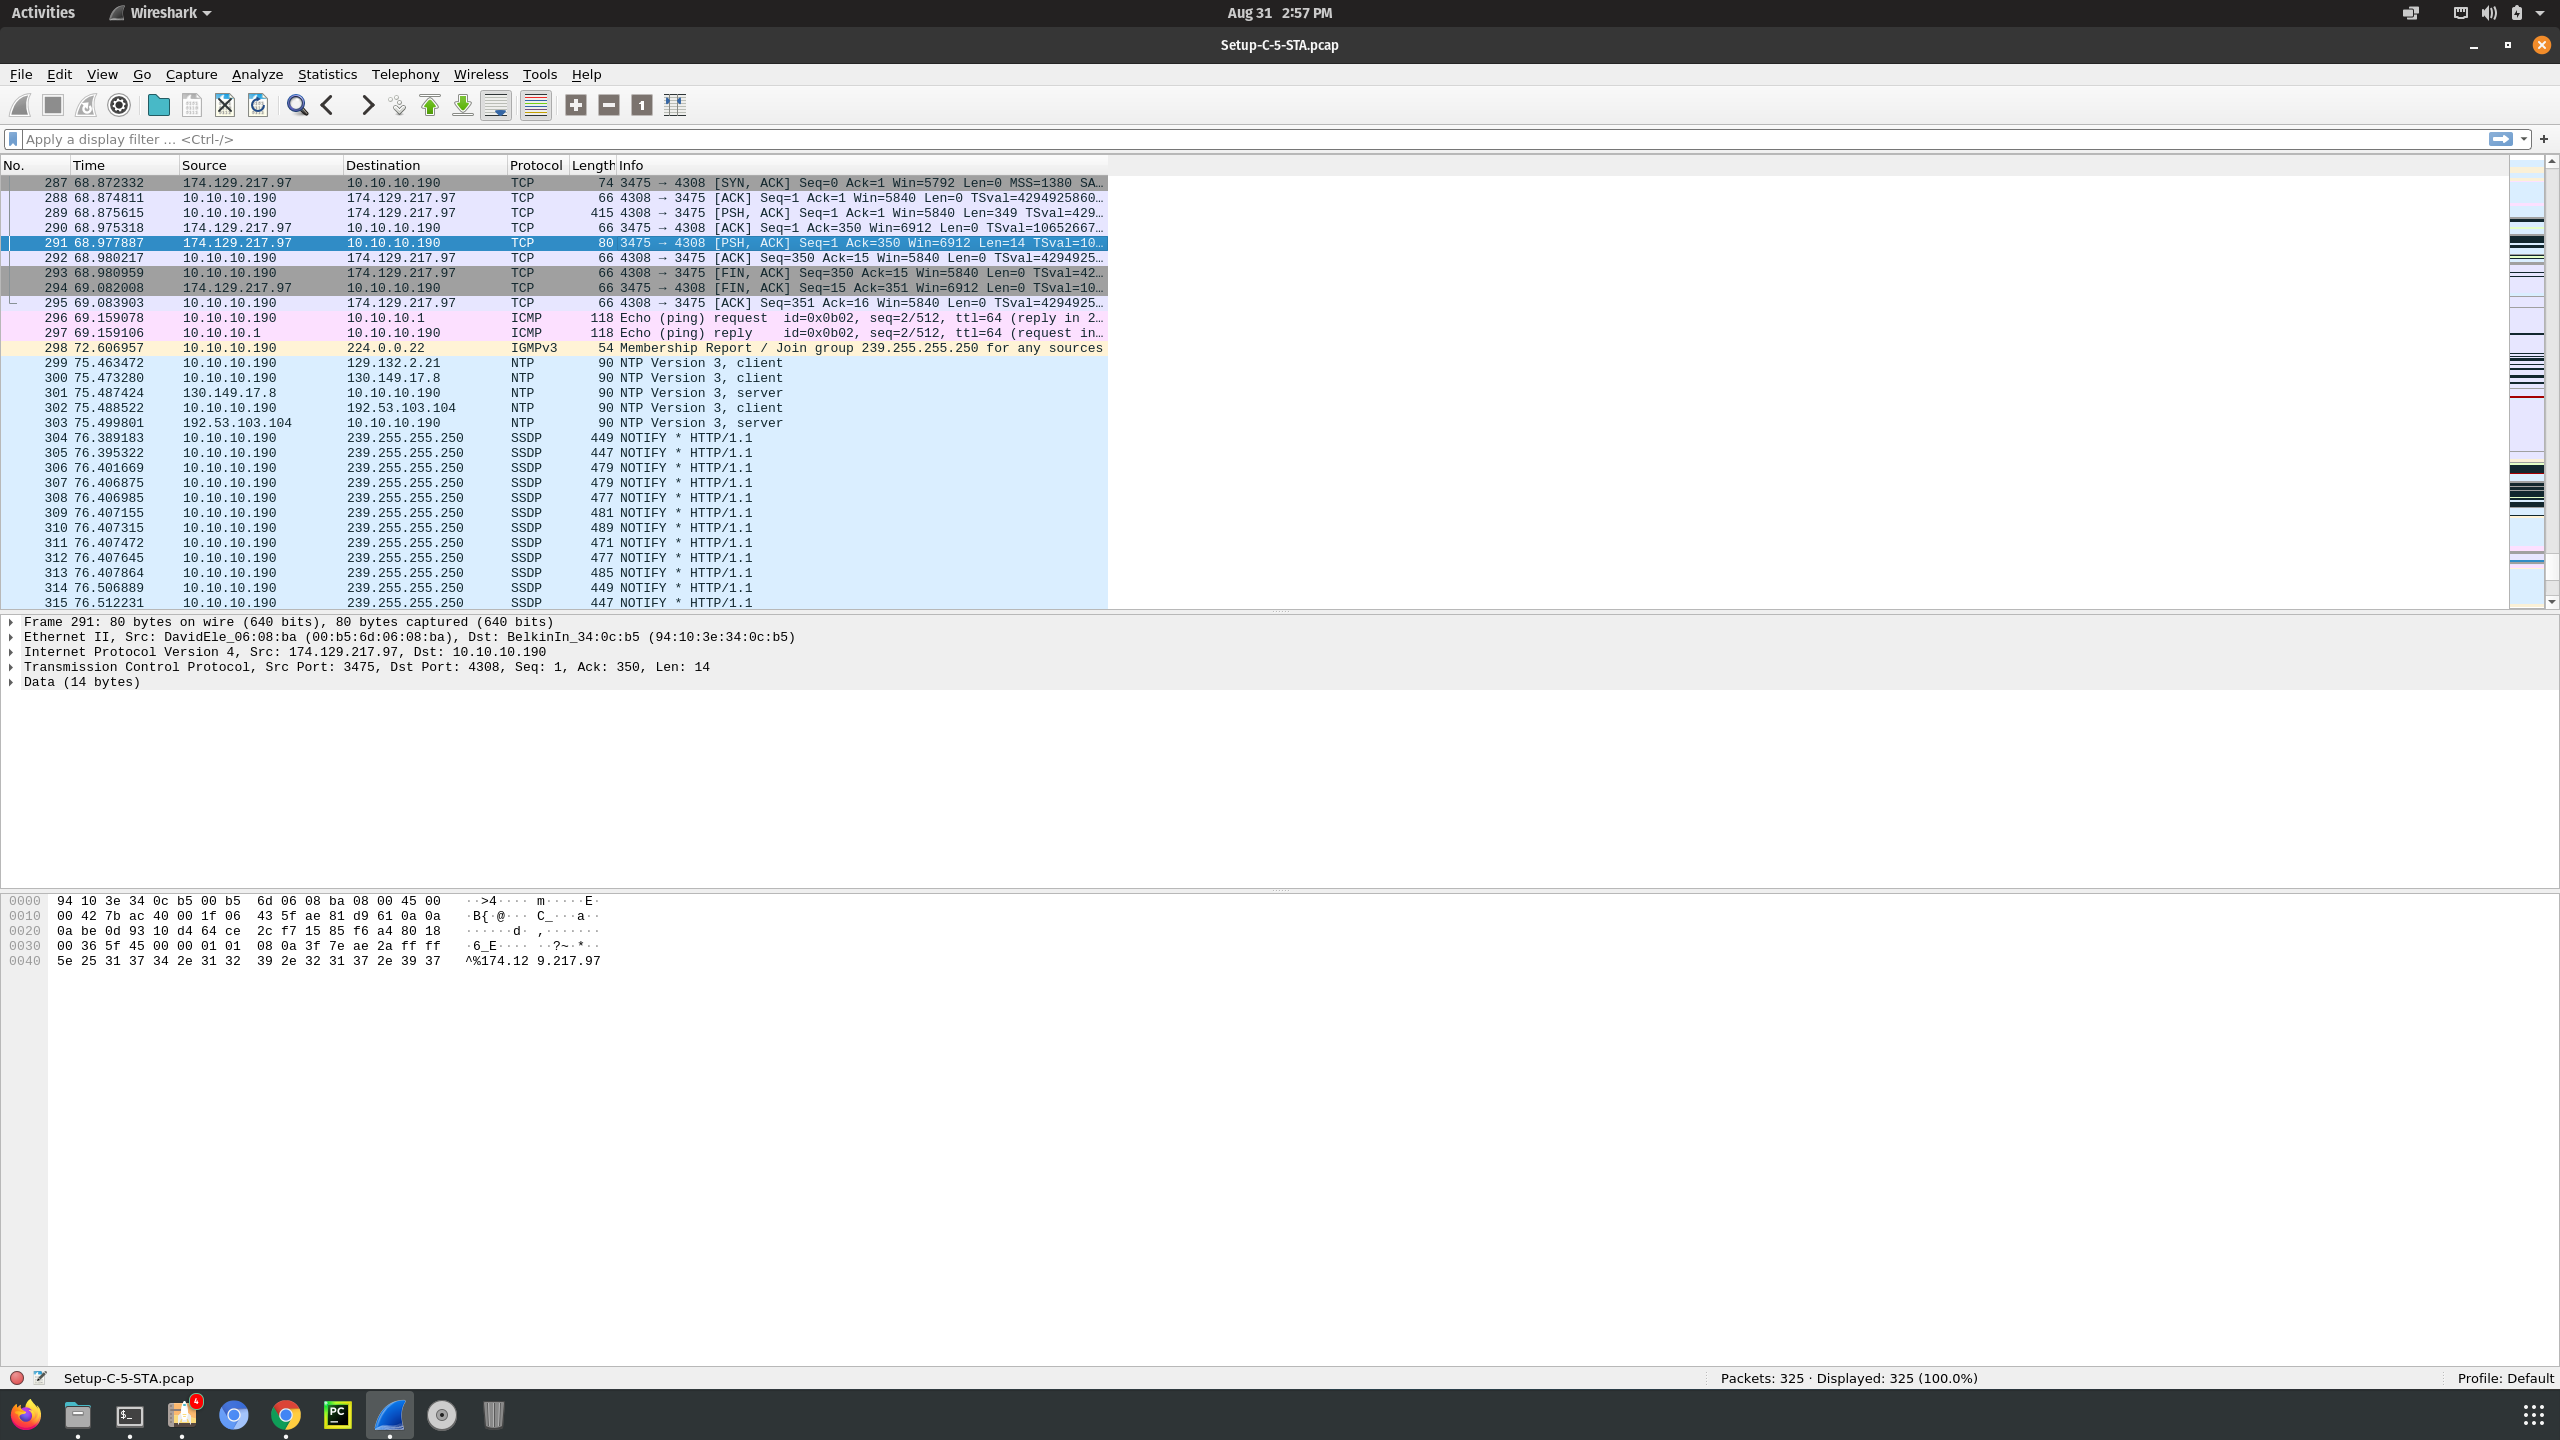 Activities Wireshark Aug 31 2:57 PM
Setup-C-5-STA.pcap
File Edit View Go Capture Analyze Statistics Telephony Wireless Tools Help
Apply a display filter … <Ctrl-/>
No. Time Source Destination Protocol Length Info
287 68.872332 174.129.217.97 10.10.10.190 TCP 74 3475 → 4308 [SYN, ACK] Seq=0 Ack=1 Win=5792 Len=0 MSS=1380 SA…
288 68.874811 10.10.10.190 174.129.217.97 TCP 66 4308 → 3475 [ACK] Seq=1 Ack=1 Win=5840 Len=0 TSval=4294925860…
289 68.875615 10.10.10.190 174.129.217.97 TCP 415 4308 → 3475 [PSH, ACK] Seq=1 Ack=1 Win=5840 Len=349 TSval=429…
290 68.975318 174.129.217.97 10.10.10.190 TCP 66 3475 → 4308 [ACK] Seq=1 Ack=350 Win=6912 Len=0 TSval=10652667…
291 68.977887 174.129.217.97 10.10.10.190 TCP 80 3475 → 4308 [PSH, ACK] Seq=1 Ack=350 Win=6912 Len=14 TSval=10…
292 68.980217 10.10.10.190 174.129.217.97 TCP 66 4308 → 3475 [ACK] Seq=350 Ack=15 Win=5840 Len=0 TSval=4294925…
293 68.980959 10.10.10.190 174.129.217.97 TCP 66 4308 → 3475 [FIN, ACK] Seq=350 Ack=15 Win=5840 Len=0 TSval=42…
294 69.082008 174.129.217.97 10.10.10.190 TCP 66 3475 → 4308 [FIN, ACK] Seq=15 Ack=351 Win=6912 Len=0 TSval=10…
295 69.083903 10.10.10.190 174.129.217.97 TCP 66 4308 → 3475 [ACK] Seq=351 Ack=16 Win=5840 Len=0 TSval=4294925…
296 69.159078 10.10.10.190 10.10.10.1 ICMP 118 Echo (ping) request id=0x0b02, seq=2/512, ttl=64 (reply in 2…
297 69.159106 10.10.10.1 10.10.10.190 ICMP 118 Echo (ping) reply id=0x0b02, seq=2/512, ttl=64 (request in…
298 72.606957 10.10.10.190 224.0.0.22 IGMPv3 54 Membership Report / Join group 239.255.255.250 for any sources
299 75.463472 10.10.10.190 129.132.2.21 NTP 90 NTP Version 3, client
300 75.473280 10.10.10.190 130.149.17.8 NTP 90 NTP Version 3, client
301 75.487424 130.149.17.8 10.10.10.190 NTP 90 NTP Version 3, server
302 75.488522 10.10.10.190 192.53.103.104 NTP 90 NTP Version 3, client
303 75.499801 192.53.103.104 10.10.10.190 NTP 90 NTP Version 3, server
304 76.389183 10.10.10.190 239.255.255.250 SSDP 449 NOTIFY * HTTP/1.1
305 76.395322 10.10.10.190 239.255.255.250 SSDP 447 NOTIFY * HTTP/1.1
306 76.401669 10.10.10.190 239.255.255.250 SSDP 479 NOTIFY * HTTP/1.1
307 76.406875 10.10.10.190 239.255.255.250 SSDP 479 NOTIFY * HTTP/1.1
308 76.406985 10.10.10.190 239.255.255.250 SSDP 477 NOTIFY * HTTP/1.1
309 76.407155 10.10.10.190 239.255.255.250 SSDP 481 NOTIFY * HTTP/1.1
310 76.407315 10.10.10.190 239.255.255.250 SSDP 489 NOTIFY * HTTP/1.1
311 76.407472 10.10.10.190 239.255.255.250 SSDP 471 NOTIFY * HTTP/1.1
312 76.407645 10.10.10.190 239.255.255.250 SSDP 477 NOTIFY * HTTP/1.1
313 76.407864 10.10.10.190 239.255.255.250 SSDP 485 NOTIFY * HTTP/1.1
314 76.506889 10.10.10.190 239.255.255.250 SSDP 449 NOTIFY * HTTP/1.1
315 76.512231 10.10.10.190 239.255.255.250 SSDP 447 NOTIFY * HTTP/1.1
Frame 291: 80 bytes on wire (640 bits), 80 bytes captured (640 bits)
Ethernet II, Src: DavidEle_06:08:ba (00:b5:6d:06:08:ba), Dst: BelkinIn_34:0c:b5 (94:10:3e:34:0c:b5)
Internet Protocol Version 4, Src: 174.129.217.97, Dst: 10.10.10.190
Transmission Control Protocol, Src Port: 3475, Dst Port: 4308, Seq: 1, Ack: 350, Len: 14
Data (14 bytes)
0000 94 10 3e 34 0c b5 00 b5 6d 06 08 ba 08 00 45 00 ··>4···· m·····E·
0010 00 42 7b ac 40 00 1f 06 43 5f ae 81 d9 61 0a 0a ·B{·@··· C_···a··
0020 0a be 0d 93 10 d4 64 ce 2c f7 15 85 f6 a4 80 18 ······d· ,·······
0030 00 36 5f 45 00 00 01 01 08 0a 3f 7e ae 2a ff ff ·6_E···· ··?~·*··
0040 5e 25 31 37 34 2e 31 32 39 2e 32 31 37 2e 39 37 ^%174.12 9.217.97
Setup-C-5-STA.pcap Packets: 325 · Displayed: 325 (100.0%) Profile: Default
4
PC